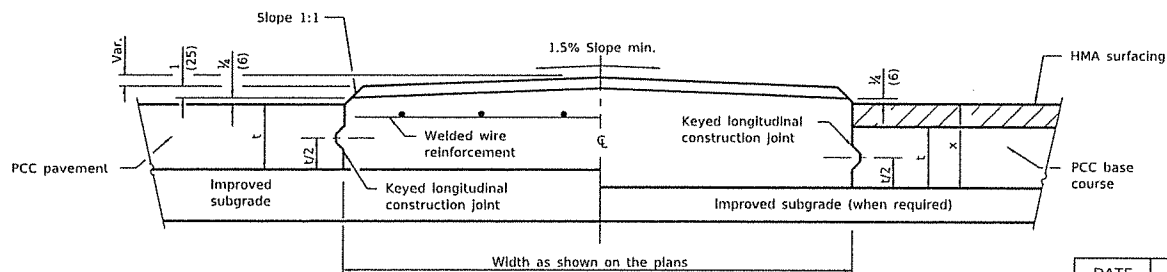 Slope 1:1
Var.
1
(25)
¼
(6)
1.5% Slope min.
¼
(6)
HMA surfacing
Welded wire
reinforcement
℄
Keyed longitudinal
construction joint
t
t/2
t/2
t
x
PCC pavement
PCC base
course
Improved
subgrade
Keyed longitudinal
construction joint
Improved subgrade (when required)
Width as shown on the plans
DATE